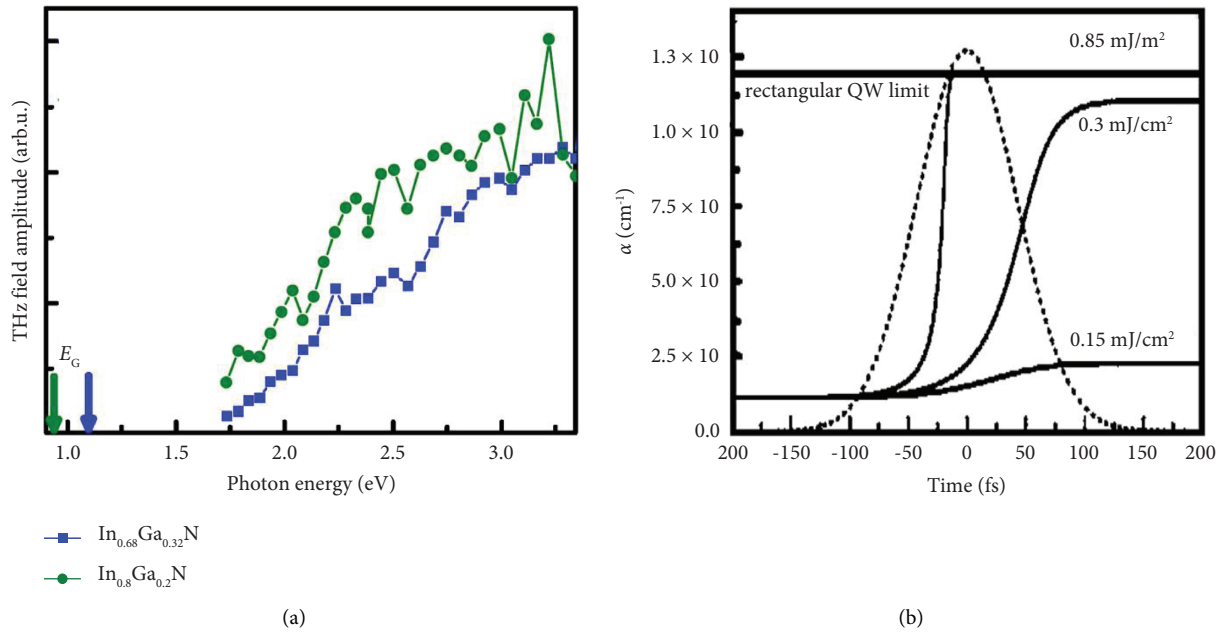 THz field amplitude (arb.u.)
E_G
1.0 1.5 2.0 2.5 3.0
Photon energy (eV)
In0.68Ga0.32N
In0.8Ga0.2N
(a)
α (cm⁻¹)
1.3 × 10
1.0 × 10
7.5 × 10
5.0 × 10
2.5 × 10
0.0
0.85 mJ/m²
rectangular QW limit
0.3 mJ/cm²
0.15 mJ/cm²
200 -150 -100 -50 0 50 100 150 200
Time (fs)
(b)